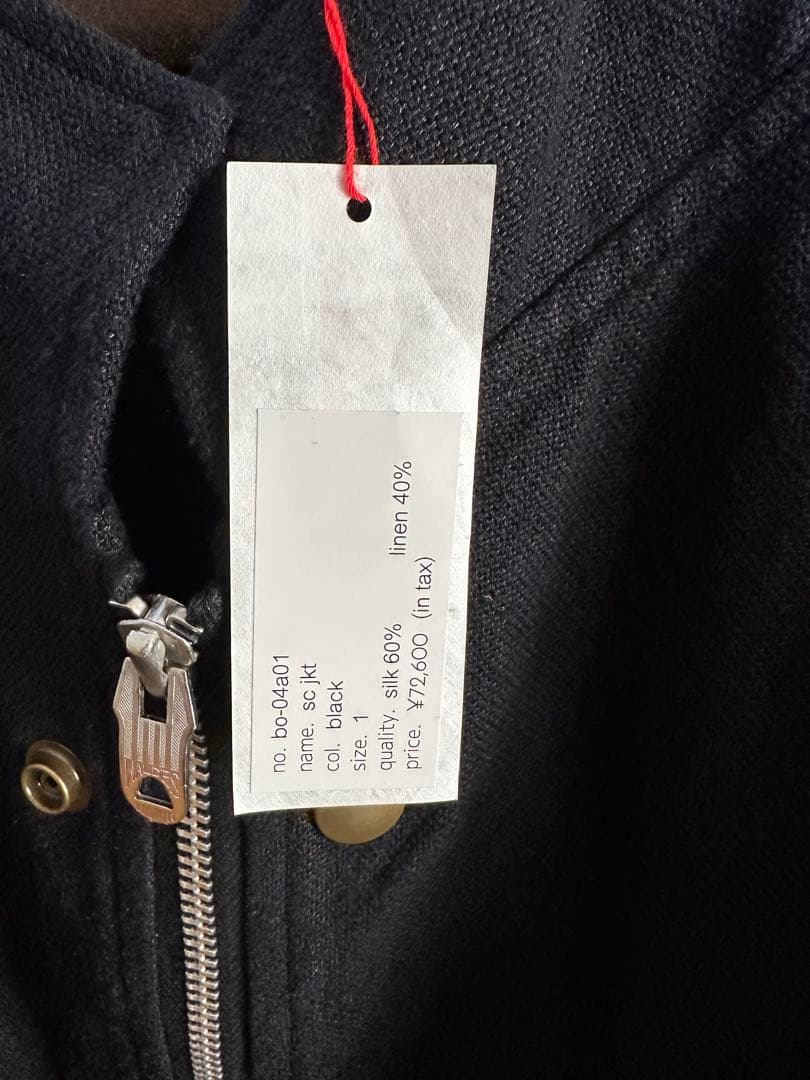 no. bo-04a01
name. sc jkt
col. black
size. 1
quality. silk 60% linen 40%
price. ¥72,600 (in tax)